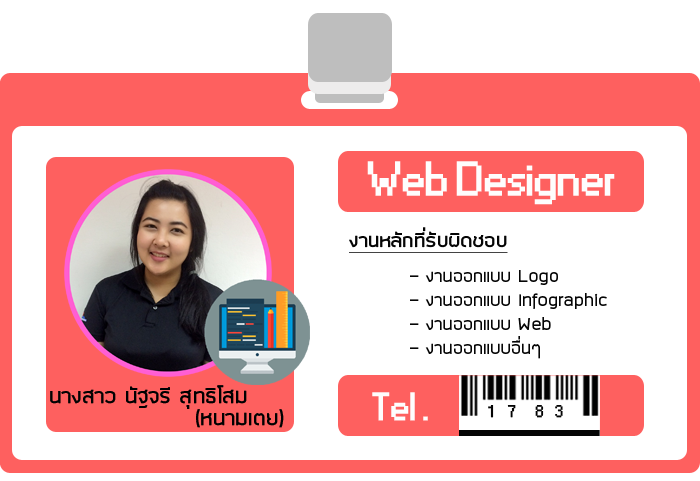 Web Designer
งานหลักที่รับผิดชอบ
- งานออกแบบ Logo
- งานออกแบบ Infographic
- งานออกแบบ Web
- งานออกแบบอื่นๆ
นางสาว นัฐจรี สุทธิโสม
(หนามเตย)
Tel. 1783